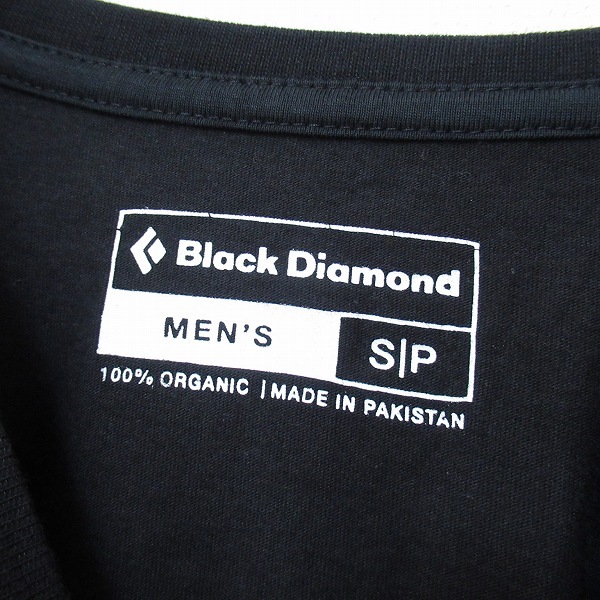 Black Diamond
MEN'S
S|P
100% ORGANIC | MADE IN PAKISTAN